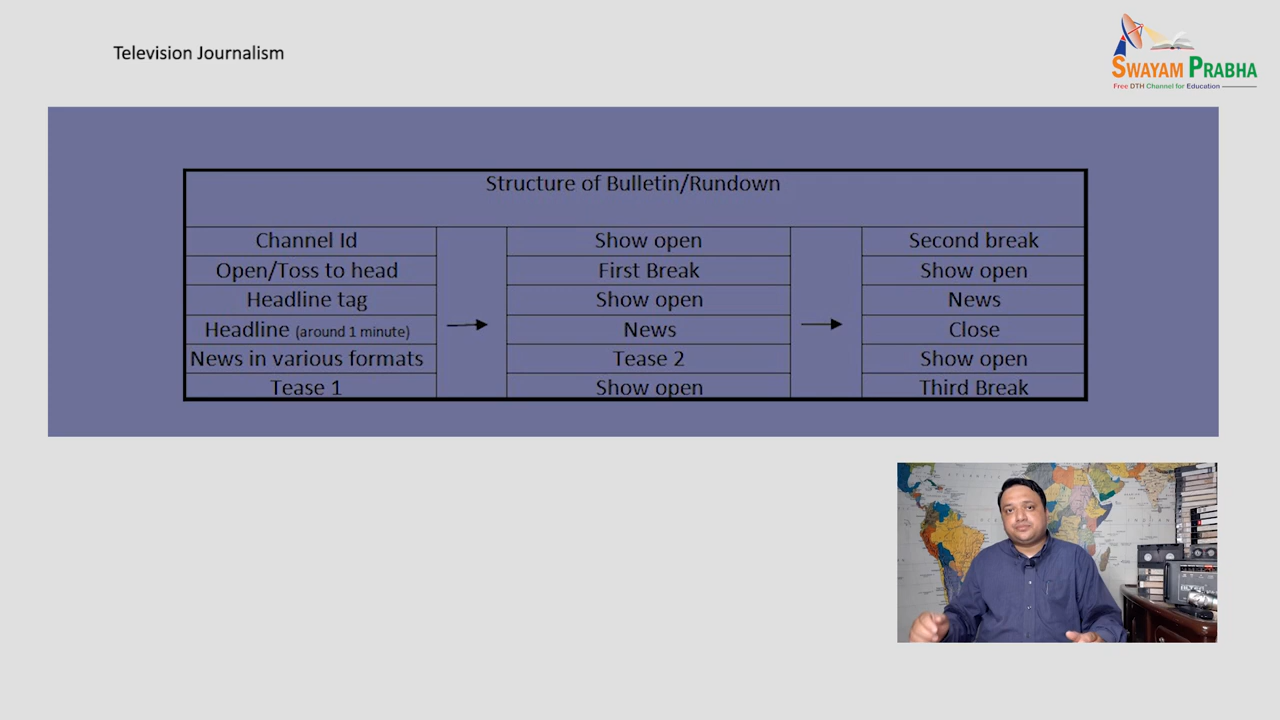 Television Journalism
SWAYAM PRABHA
Free DTH Channel for Education
Structure of Bulletin/Rundown
Channel Id
Open/Toss to head
Headline tag
Headline (around 1 minute)
News in various formats
Tease 1
Show open
First Break
Show open
News
Tease 2
Show open
Second break
Show open
News
Close
Show open
Third Break